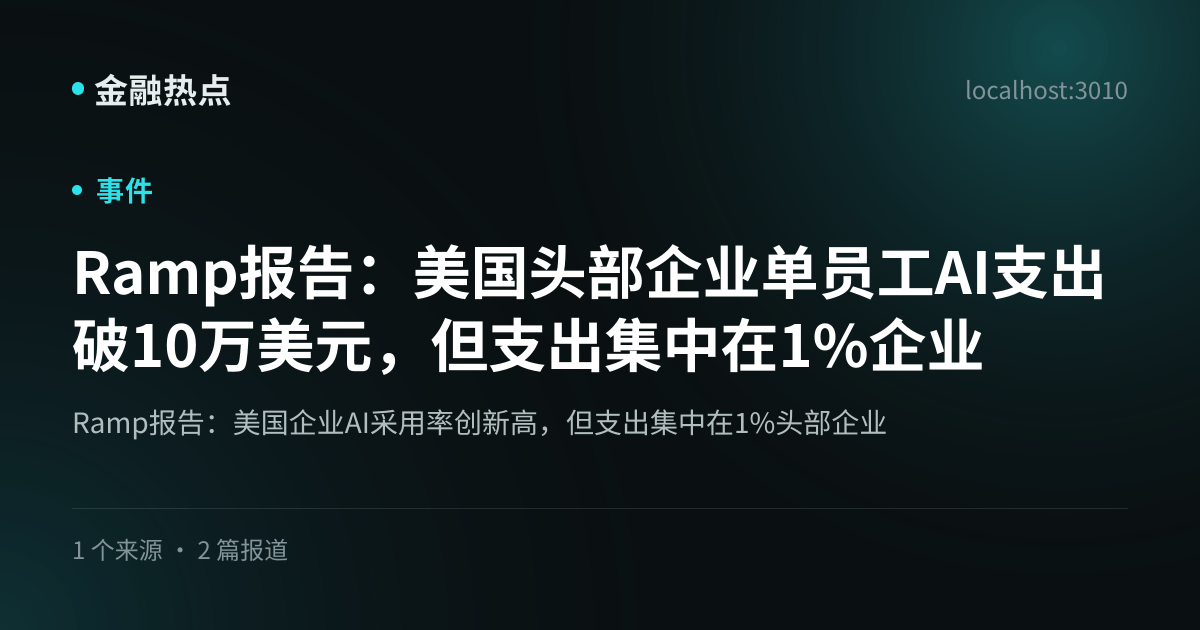 金融热点
localhost:3010
事件
Ramp报告：美国头部企业单员工AI支出
破10万美元，但支出集中在1%企业
Ramp报告：美国企业AI采用率创新高，但支出集中在1%头部企业
1 个来源 · 2 篇报道